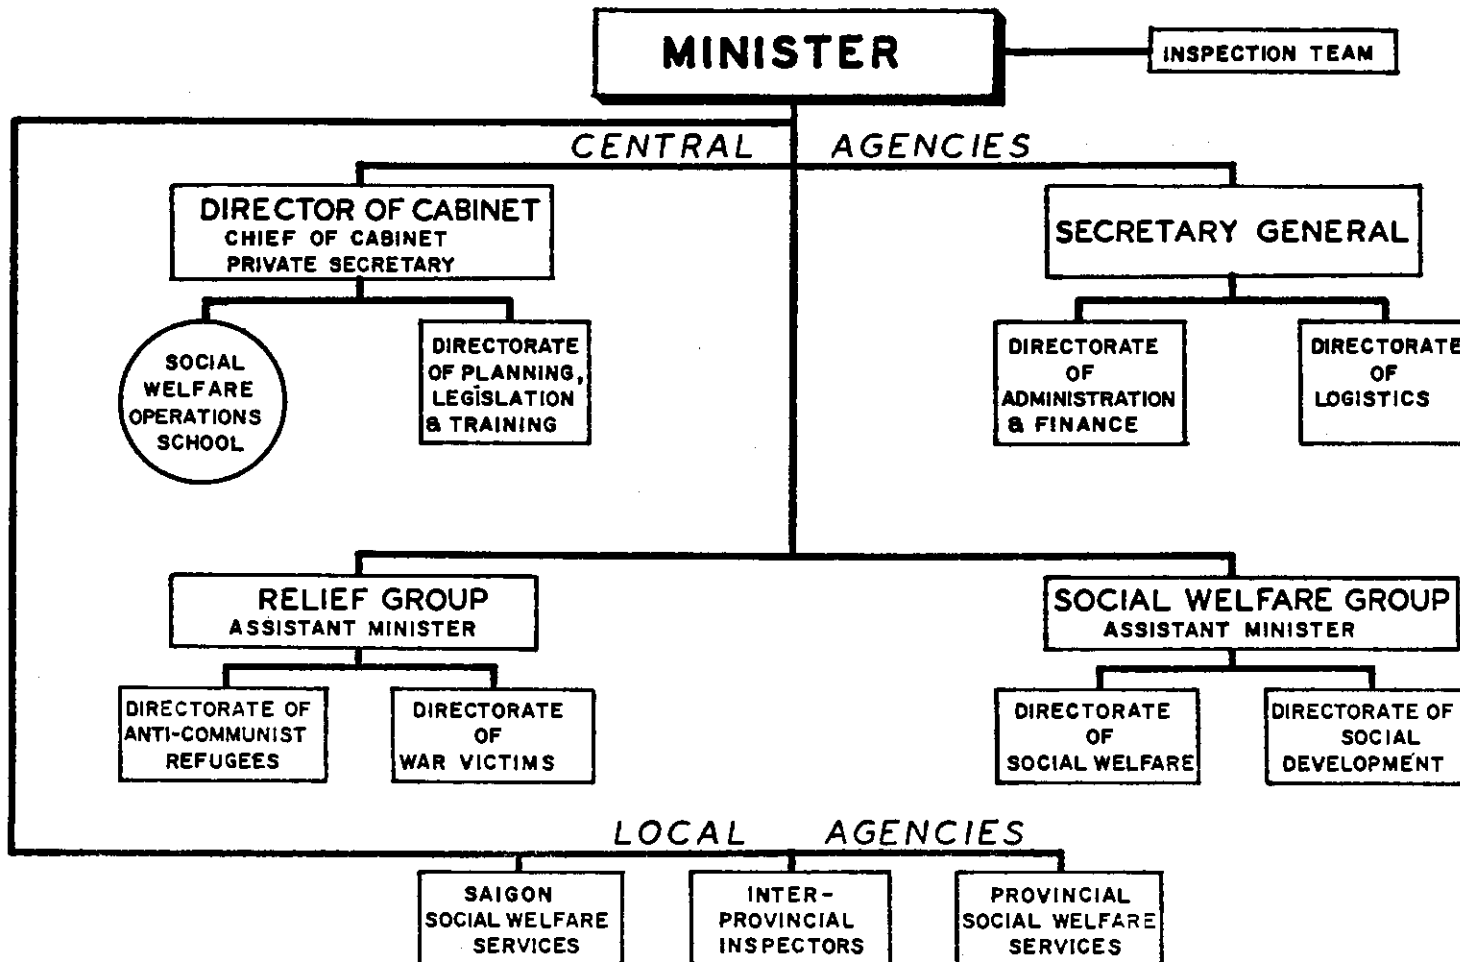 MINISTER
INSPECTION TEAM
CENTRAL AGENCIES
DIRECTOR OF CABINET
CHIEF OF CABINET
PRIVATE SECRETARY
SECRETARY GENERAL
SOCIAL
WELFARE
OPERATIONS
SCHOOL
DIRECTORATE
OF PLANNING,
LEGISLATION
& TRAINING
DIRECTORATE
OF
ADMINISTRATION
& FINANCE
DIRECTORATE
OF
LOGISTICS
RELIEF GROUP
ASSISTANT MINISTER
SOCIAL WELFARE GROUP
ASSISTANT MINISTER
DIRECTORATE OF
ANTI-COMMUNIST
REFUGEES
DIRECTORATE
OF
WAR VICTIMS
DIRECTORATE
OF
SOCIAL WELFARE
DIRECTORATE OF
SOCIAL
DEVELOPMENT
LOCAL AGENCIES
SAIGON
SOCIAL WELFARE
SERVICES
INTER-
PROVINCIAL
INSPECTORS
PROVINCIAL
SOCIAL WELFARE
SERVICES